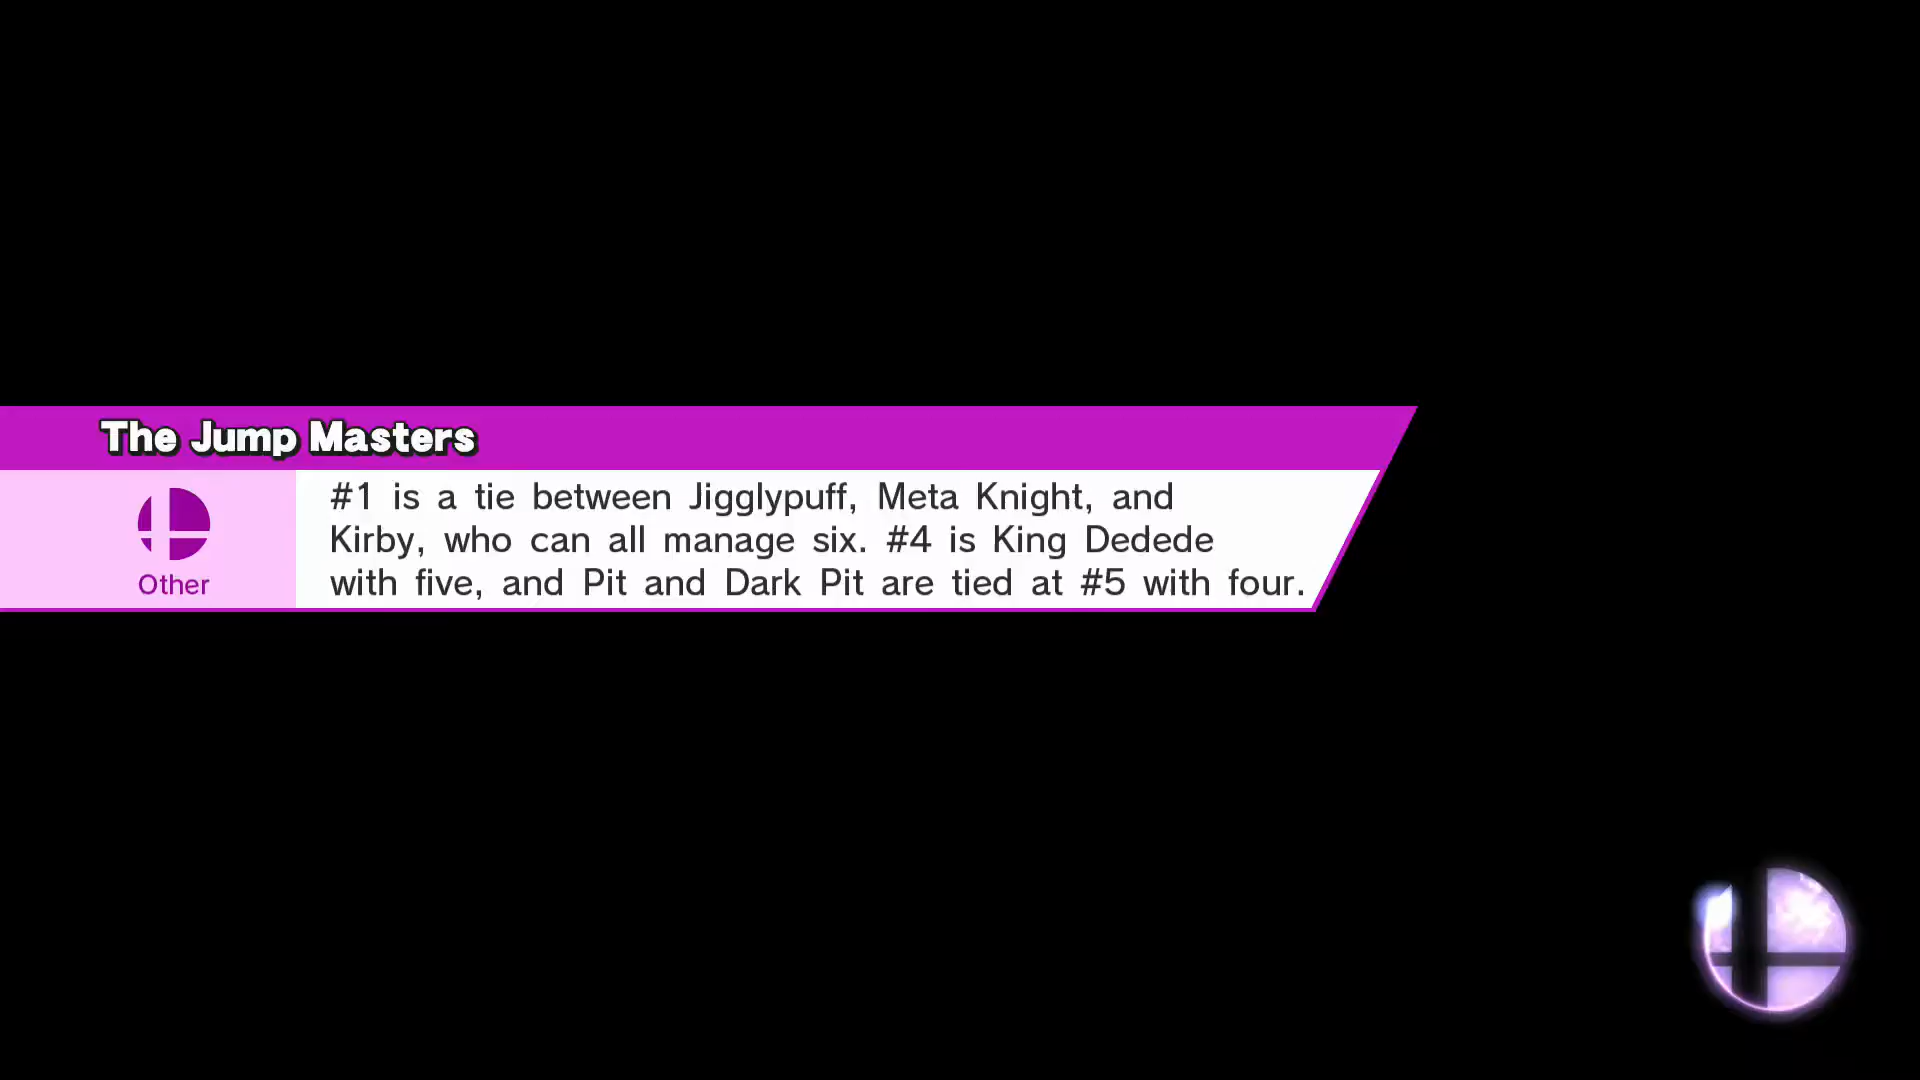 The Jump Masters
#1 is a tie between Jigglypuff, Meta Knight, and
Kirby, who can all manage six. #4 is King Dedede
with five, and Pit and Dark Pit are tied at #5 with four.
Other